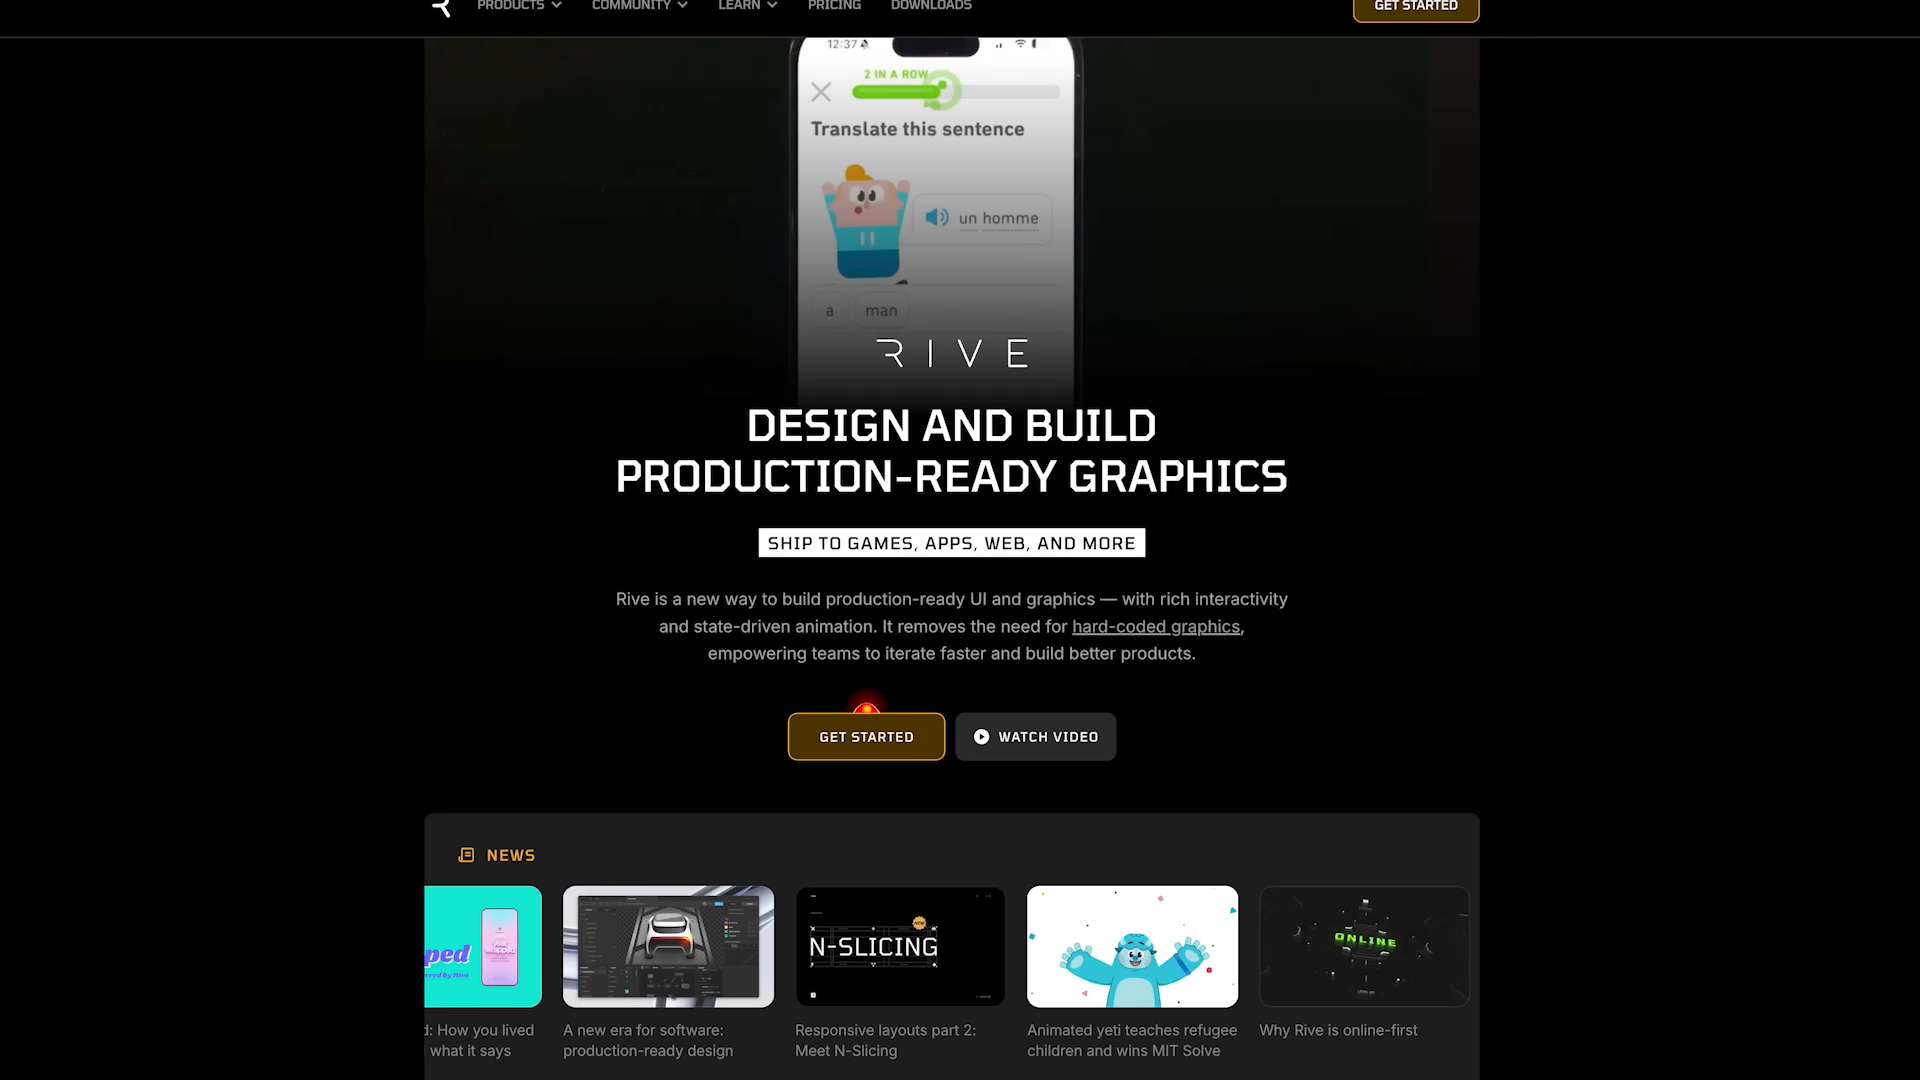 PRODUCTS
COMMUNITY
LEARN
PRICING
DOWNLOADS
GET STARTED
12:37
2 IN A ROW
Translate this sentence
un homme
a
man
RIVE
DESIGN AND BUILD
PRODUCTION-READY GRAPHICS
SHIP TO GAMES, APPS, WEB, AND MORE
Rive is a new way to build production-ready UI and graphics — with rich interactivity
and state-driven animation. It removes the need for hard-coded graphics,
empowering teams to iterate faster and build better products.
GET STARTED
WATCH VIDEO
NEWS
ped
ered by Rive
N-SLICING
NEW
ONLINE
d: How you lived
what it says
A new era for software:
production-ready design
Responsive layouts part 2:
Meet N-Slicing
Animated yeti teaches refugee
children and wins MIT Solve
Why Rive is online-first